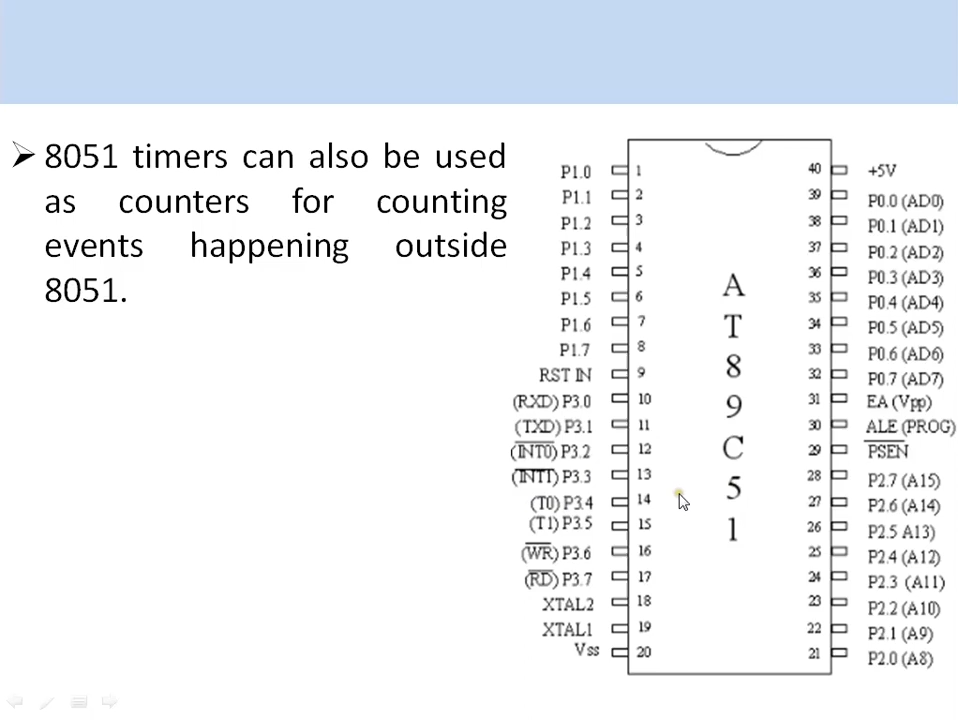 ➢ 8051 timers can also be used
as counters for counting
events happening outside
8051.
P1.0 1
P1.1 2
P1.2 3
P1.3 4
P1.4 5
P1.5 6
P1.6 7
P1.7 8
RST IN 9
(RXD) P3.0 10
(TXD) P3.1 11
(INT0) P3.2 12
(INT1) P3.3 13
(T0) P3.4 14
(T1) P3.5 15
(WR) P3.6 16
(RD) P3.7 17
XTAL2 18
XTAL1 19
Vss 20
A
T
8
9
C
5
1
40 +5V
39 P0.0 (AD0)
38 P0.1 (AD1)
37 P0.2 (AD2)
36 P0.3 (AD3)
35 P0.4 (AD4)
34 P0.5 (AD5)
33 P0.6 (AD6)
32 P0.7 (AD7)
31 EA (Vpp)
30 ALE (PROG)
29 PSEN
28 P2.7 (A15)
27 P2.6 (A14)
26 P2.5 A13)
25 P2.4 (A12)
24 P2.3 (A11)
23 P2.2 (A10)
22 P2.1 (A9)
21 P2.0 (A8)